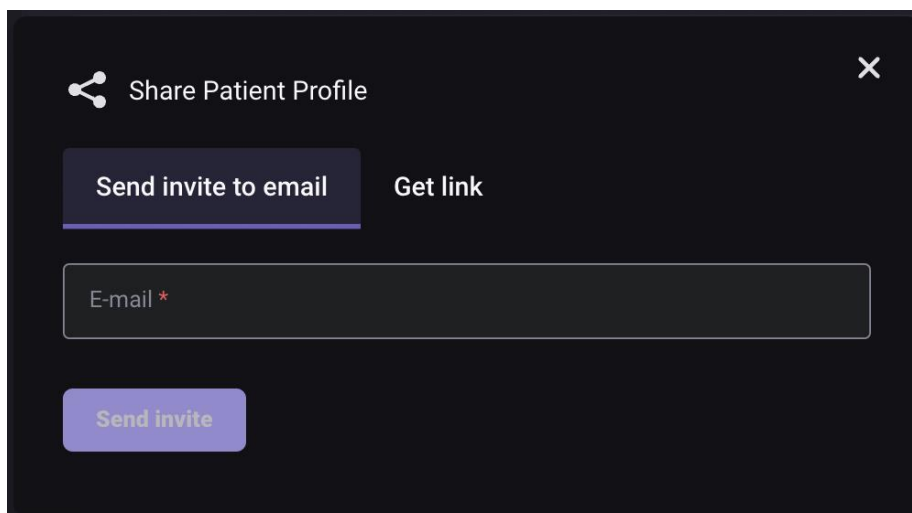 Share Patient Profile
Send invite to email
Get link
E-mail *
Send invite